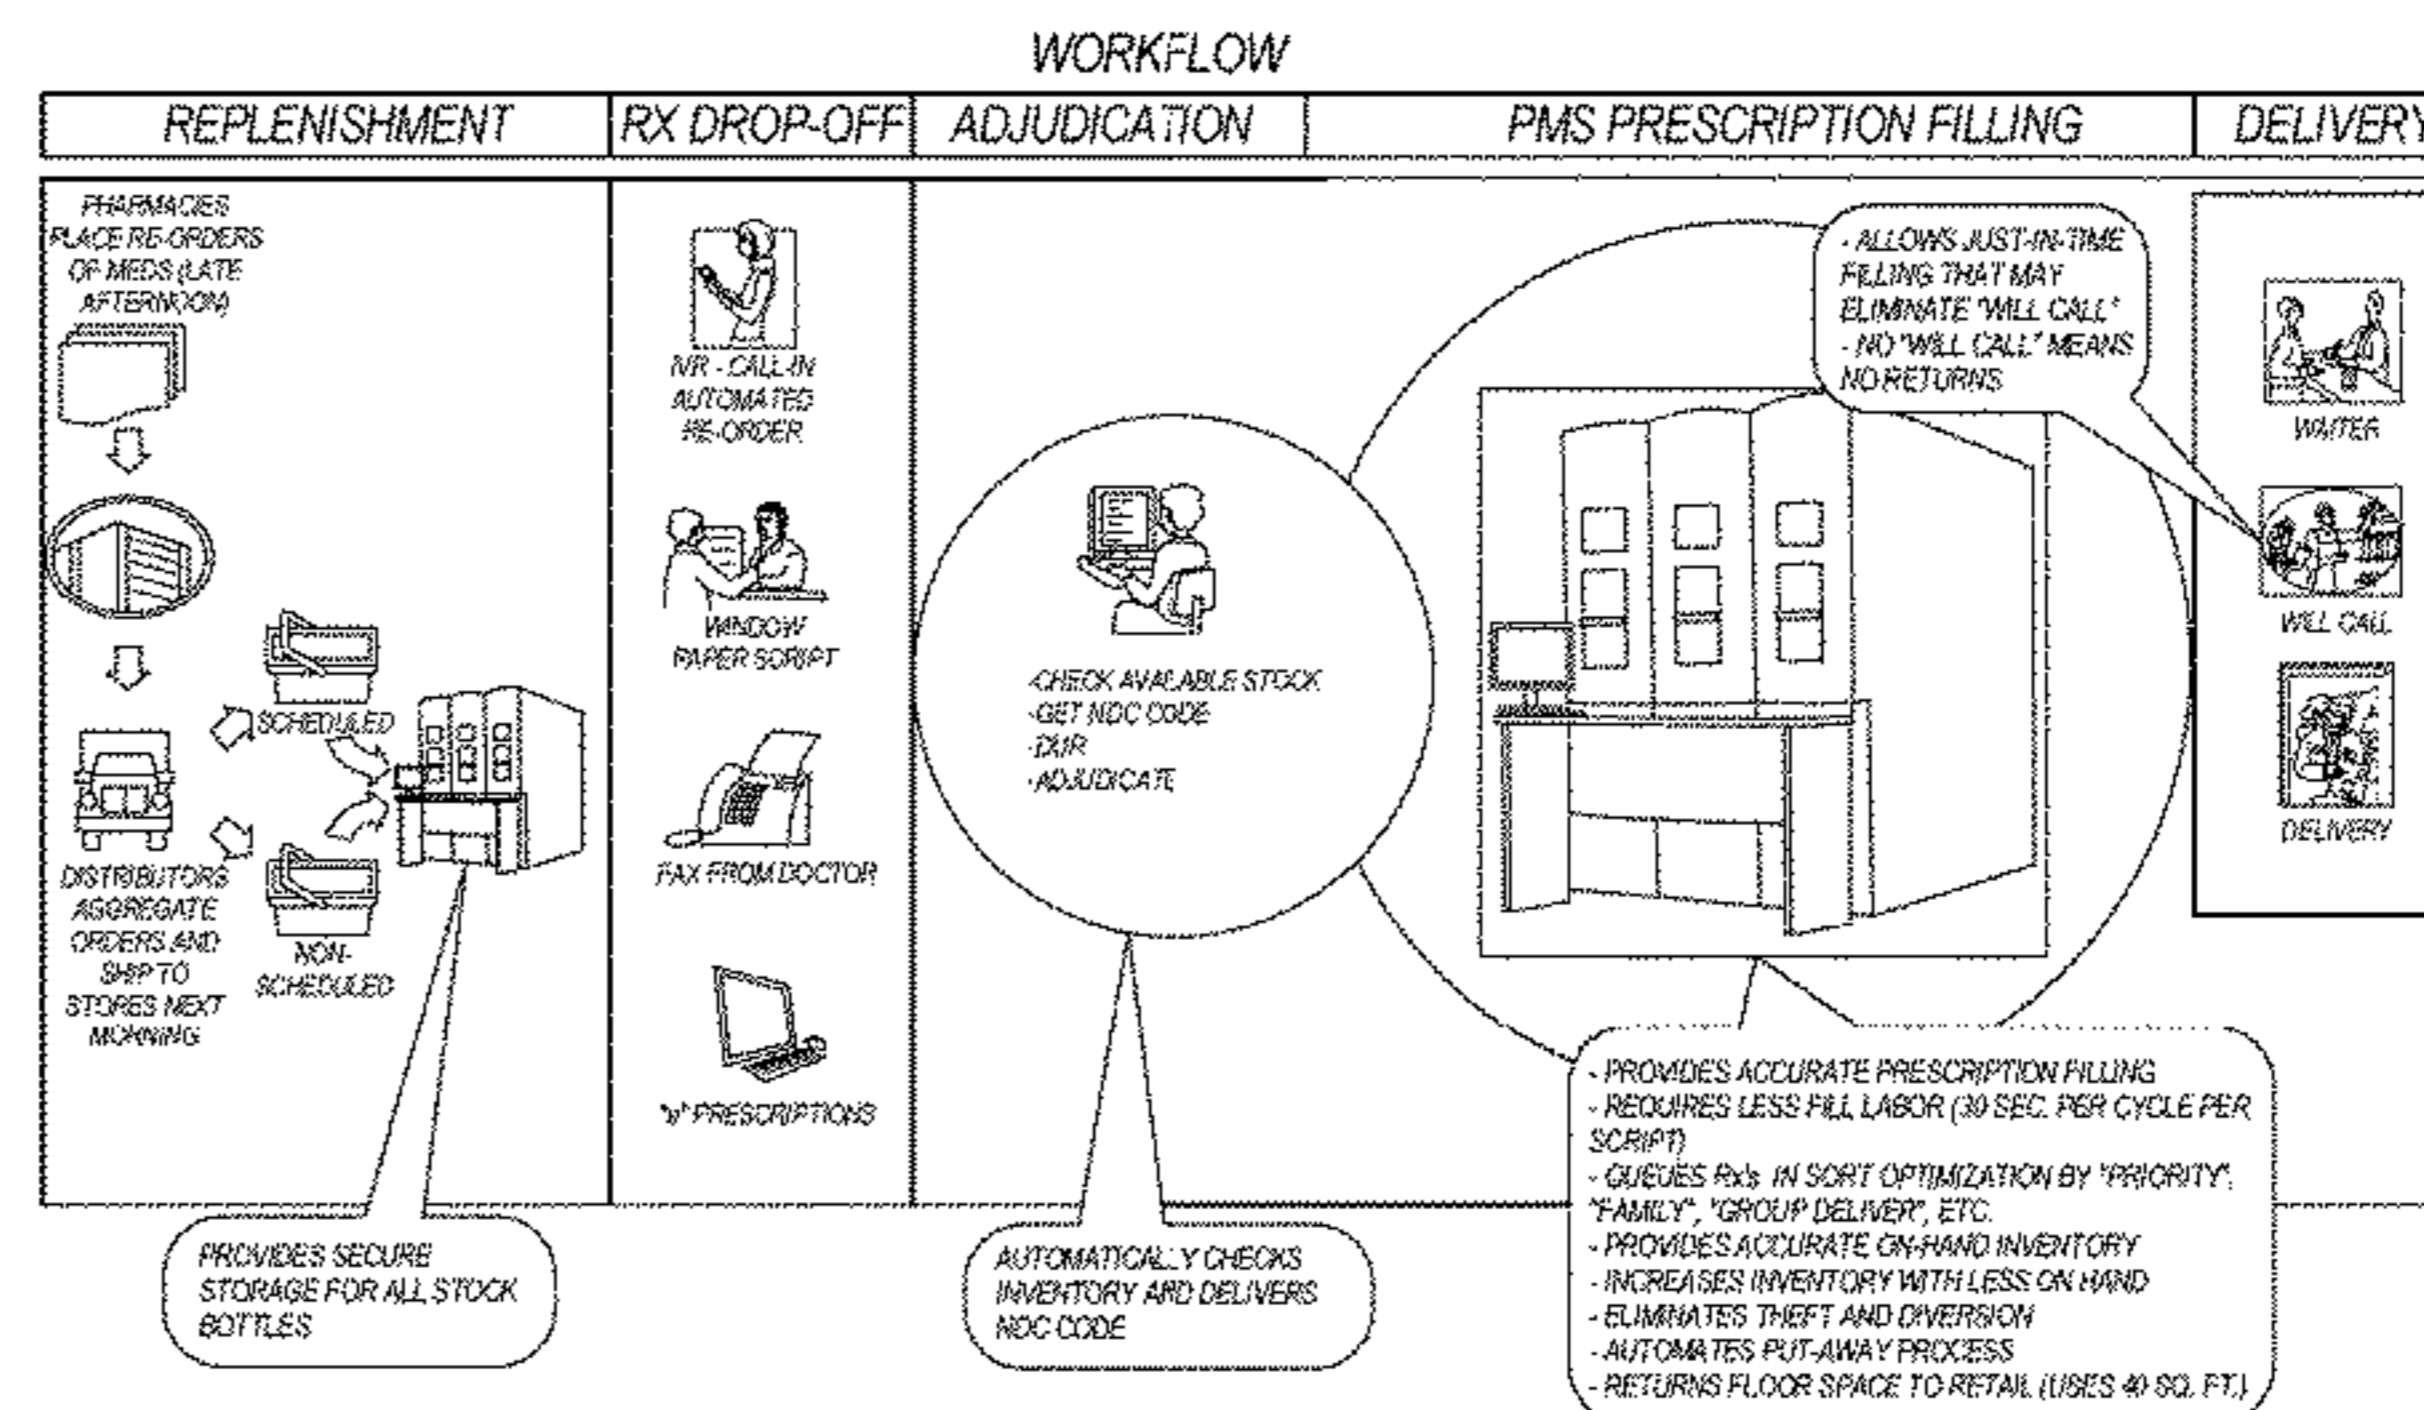 WORKFLOW
REPLENISHMENT
RX DROP-OFF
ADJUDICATION
PMS PRESCRIPTION FILLING
DELIVERY
PHARMACIES
PLACE RE-ORDERS
OF MEDS (LATE
AFTERNOON)
SCHEDULED
NON-
SCHEDULED
DISTRIBUTORS
AGGREGATE
ORDERS AND
SHIP TO
STORES NEXT
MORNING
PROVIDES SECURE
STORAGE FOR ALL STOCK
BOTTLES
IVR - CALL-IN
AUTOMATED
RE-ORDER
WINDOW
PAPER SCRIPT
FAX FROM DOCTOR
"e" PRESCRIPTIONS
-CHECK AVAILABLE STOCK
-GET NDC CODE
-DUR
-ADJUDICATE
AUTOMATICALLY CHECKS
INVENTORY AND DELIVERS
NDC CODE
- ALLOWS JUST-IN-TIME
FILLING THAT MAY
ELIMINATE "WILL CALL"
- NO "WILL CALL" MEANS
NO RETURNS
- PROVIDES ACCURATE PRESCRIPTION FILLING
- REQUIRES LESS FILL LABOR (30 SEC. PER CYCLE PER
SCRIPT)
- QUEUES Rx's IN SORT OPTIMIZATION BY "PRIORITY",
"FAMILY", "GROUP DELIVER", ETC.
- PROVIDES ACCURATE ON-HAND INVENTORY
- INCREASES INVENTORY WITH LESS ON HAND
- ELIMINATES THEFT AND DIVERSION
- AUTOMATES PUT-AWAY PROCESS
- RETURNS FLOOR SPACE TO RETAIL (USES 40 SQ. FT.)
WAITER
WILL CALL
DELIVERY